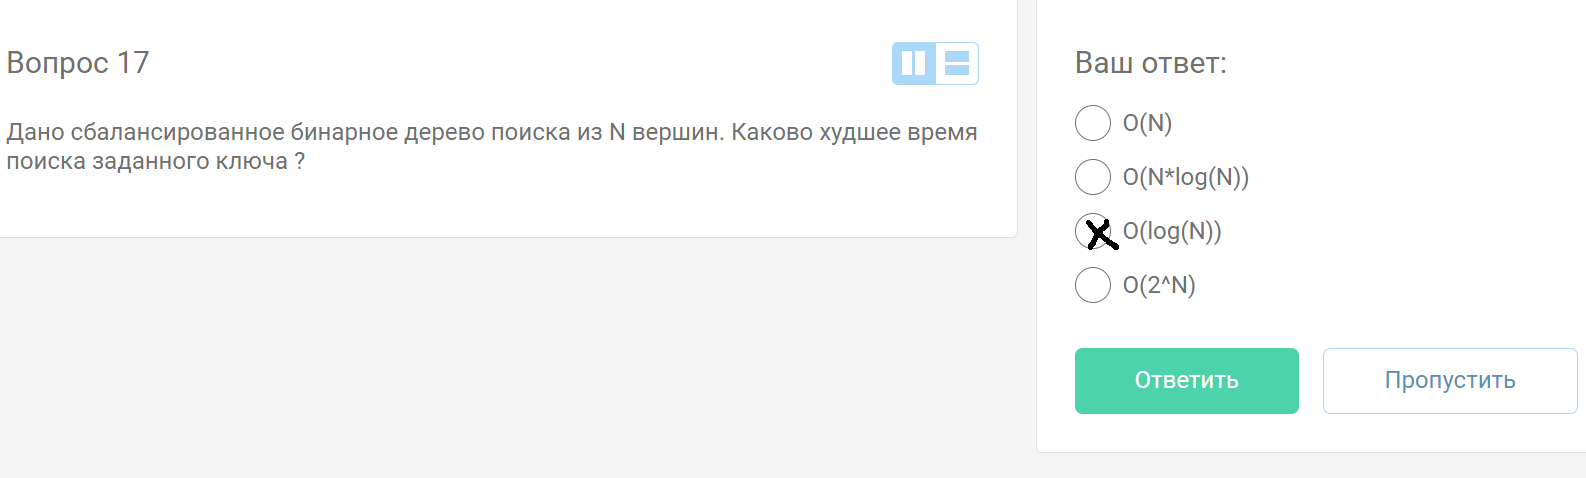 Вопрос 17
Дано сбалансированное бинарное дерево поиска из N вершин. Каково худшее время
поиска заданного ключа ?
Ваш ответ:
O(N)
O(N*log(N))
O(log(N))
O(2^N)
Ответить
Пропустить